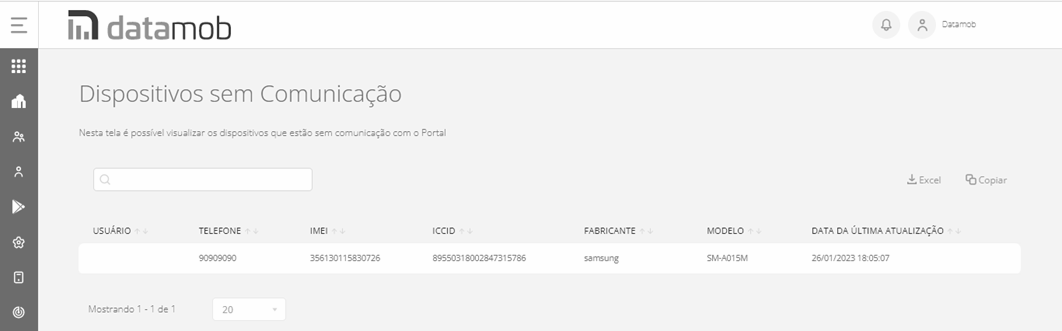 datamob
Datamob
Dispositivos sem Comunicação
Nesta tela é possível visualizar os dispositivos que estão sem comunicação com o Portal
Excel Copiar
USUÁRIO TELEFONE IMEI ICCID FABRICANTE MODELO DATA DA ÚLTIMA ATUALIZAÇÃO
90909090 356130115830726 89550318002847315786 samsung SM-A015M 26/01/2023 18:05:07
Mostrando 1 - 1 de 1 20